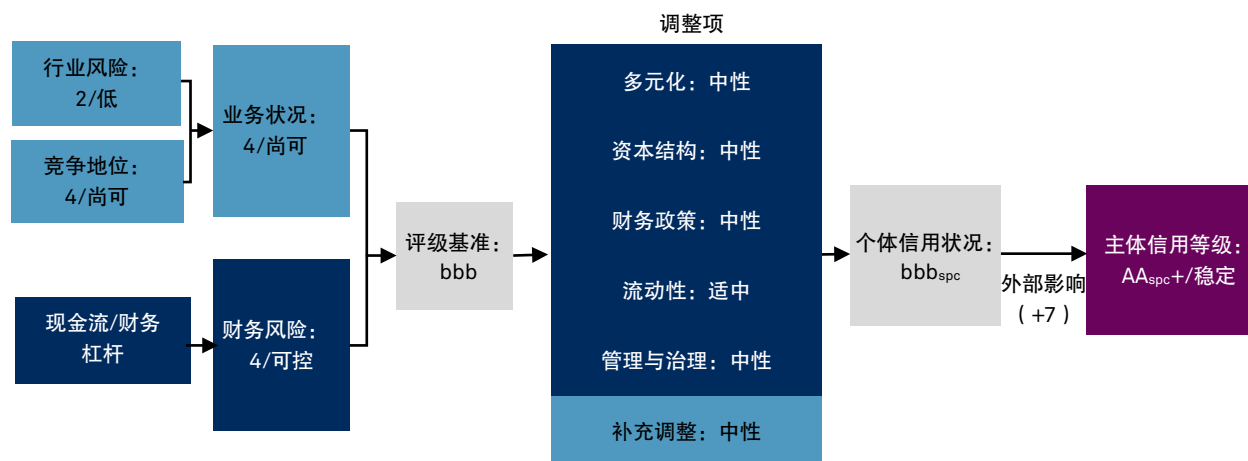 调整项
行业风险：
2/低
竞争地位：
4/尚可
业务状况：
4/尚可
现金流/财务
杠杆
财务风险：
4/可控
评级基准：
bbb
多元化：中性
资本结构：中性
财务政策：中性
流动性：适中
管理与治理：中性
补充调整：中性
个体信用状况：
bbbspc
外部影响
（+7）
主体信用等级：
AAspc+/稳定